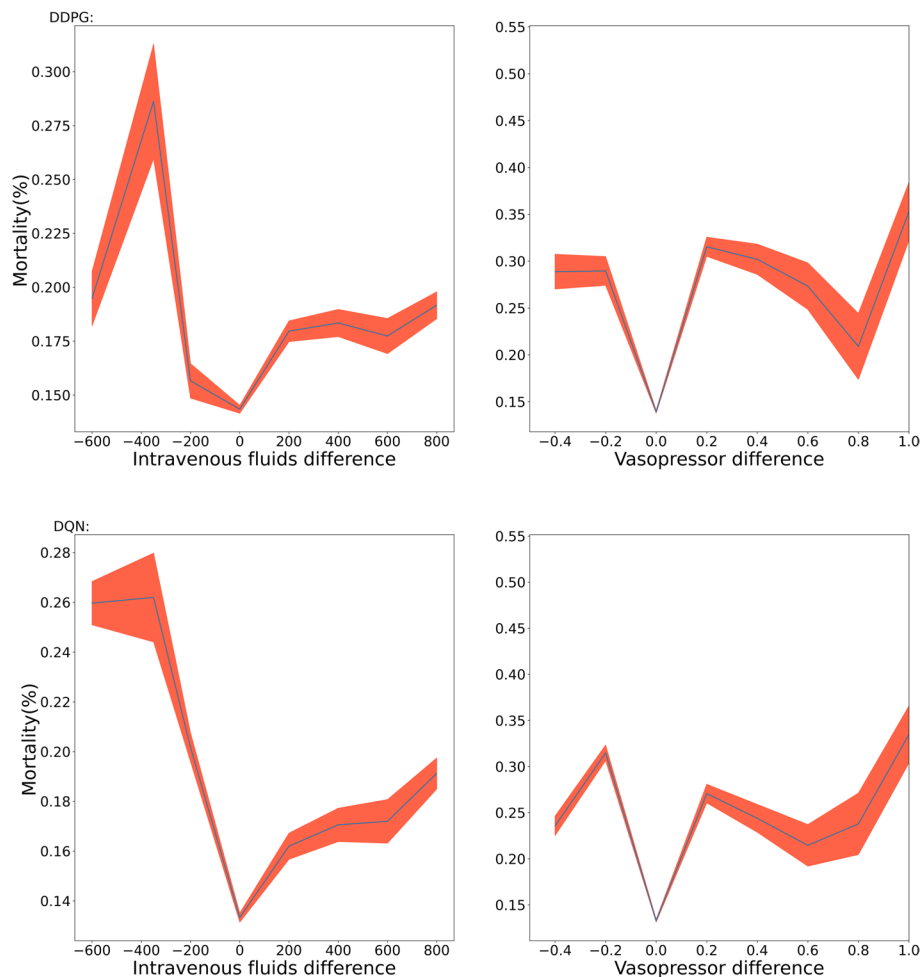 DDPG:
Mortality(%)
0.300
0.275
0.250
0.225
0.200
0.175
0.150
−600 −400 −200 0 200 400 600 800
Intravenous fluids difference
0.55
0.50
0.45
0.40
0.35
0.30
0.25
0.20
0.15
−0.4 −0.2 0.0 0.2 0.4 0.6 0.8 1.0
Vasopressor difference
DQN:
Mortality(%)
0.28
0.26
0.24
0.22
0.20
0.18
0.16
0.14
−600 −400 −200 0 200 400 600 800
Intravenous fluids difference
0.55
0.50
0.45
0.40
0.35
0.30
0.25
0.20
0.15
−0.4 −0.2 0.0 0.2 0.4 0.6 0.8 1.0
Vasopressor difference